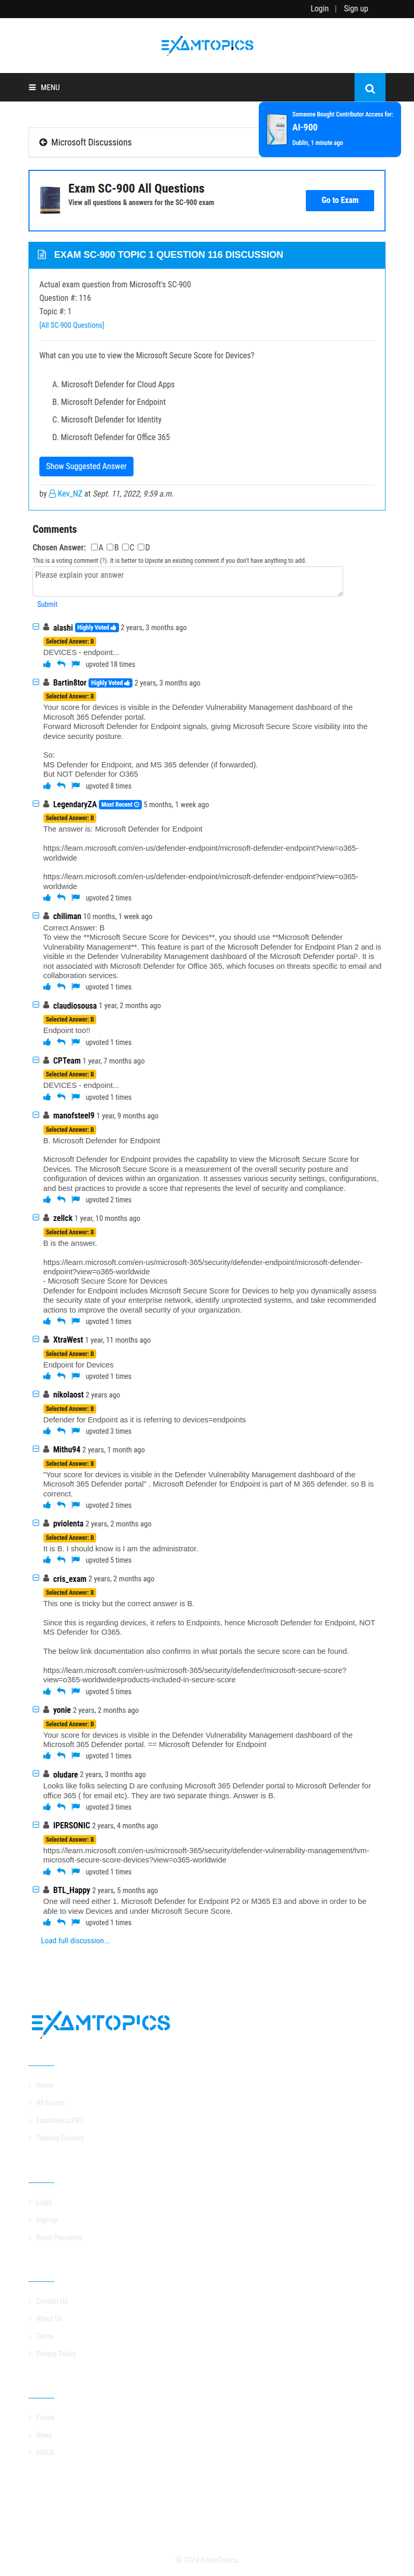 Login | Sign up
EXAMTOPICS
MENU
Someone Bought Contributor Access for:
AI-900
Dublin, 1 minute ago
Microsoft Discussions
Exam SC-900 All Questions
View all questions & answers for the SC-900 exam
Go to Exam
EXAM SC-900 TOPIC 1 QUESTION 116 DISCUSSION
Actual exam question from Microsoft's SC-900
Question #: 116
Topic #: 1
[All SC-900 Questions]
What can you use to view the Microsoft Secure Score for Devices?
A. Microsoft Defender for Cloud Apps
B. Microsoft Defender for Endpoint
C. Microsoft Defender for Identity
D. Microsoft Defender for Office 365
Show Suggested Answer
by Kev_NZ at Sept. 11, 2022, 9:59 a.m.
Comments
Chosen Answer: A B C D
This is a voting comment (?). It is better to Upvote an existing comment if you don't have anything to add.
Please explain your answer
Submit
alashi Highly Voted 2 years, 3 months ago
Selected Answer: B
DEVICES - endpoint...
upvoted 18 times
Bartin8tor Highly Voted 2 years, 3 months ago
Selected Answer: B
Your score for devices is visible in the Defender Vulnerability Management dashboard of the
Microsoft 365 Defender portal.
Forward Microsoft Defender for Endpoint signals, giving Microsoft Secure Score visibility into the
device security posture.
So:
MS Defender for Endpoint, and MS 365 defender (if forwarded).
But NOT Defender for O365
upvoted 8 times
LegendaryZA Most Recent 5 months, 1 week ago
Selected Answer: B
The answer is: Microsoft Defender for Endpoint
https://learn.microsoft.com/en-us/defender-endpoint/microsoft-defender-endpoint?view=o365-
worldwide
https://learn.microsoft.com/en-us/defender-endpoint/microsoft-defender-endpoint?view=o365-
worldwide
upvoted 2 times
chiliman 10 months, 1 week ago
Correct Answer: B
To view the **Microsoft Secure Score for Devices**, you should use **Microsoft Defender
Vulnerability Management**. This feature is part of the Microsoft Defender for Endpoint Plan 2 and is
visible in the Defender Vulnerability Management dashboard of the Microsoft Defender portal¹. It is
not associated with Microsoft Defender for Office 365, which focuses on threats specific to email and
collaboration services.
upvoted 1 times
claudiosousa 1 year, 2 months ago
Selected Answer: B
Endpoint too!!
upvoted 1 times
CPTeam 1 year, 7 months ago
Selected Answer: B
DEVICES - endpoint...
upvoted 1 times
manofsteel9 1 year, 9 months ago
Selected Answer: B
B. Microsoft Defender for Endpoint
Microsoft Defender for Endpoint provides the capability to view the Microsoft Secure Score for
Devices. The Microsoft Secure Score is a measurement of the overall security posture and
configuration of devices within an organization. It assesses various security settings, configurations,
and best practices to provide a score that represents the level of security and compliance.
upvoted 2 times
zellck 1 year, 10 months ago
Selected Answer: B
B is the answer.
https://learn.microsoft.com/en-us/microsoft-365/security/defender-endpoint/microsoft-defender-
endpoint?view=o365-worldwide
- Microsoft Secure Score for Devices
Defender for Endpoint includes Microsoft Secure Score for Devices to help you dynamically assess
the security state of your enterprise network, identify unprotected systems, and take recommended
actions to improve the overall security of your organization.
upvoted 1 times
XtraWest 1 year, 11 months ago
Selected Answer: B
Endpoint for Devices
upvoted 1 times
nikolaost 2 years ago
Selected Answer: B
Defender for Endpoint as it is referring to devices=endpoints
upvoted 3 times
Mithu94 2 years, 1 month ago
Selected Answer: B
"Your score for devices is visible in the Defender Vulnerability Management dashboard of the
Microsoft 365 Defender portal" . Microsoft Defender for Endpoint is part of M 365 defender. so B is
correnct.
upvoted 2 times
pviolenta 2 years, 2 months ago
Selected Answer: B
It is B. I should know is I am the administrator.
upvoted 5 times
cris_exam 2 years, 2 months ago
Selected Answer: B
This one is tricky but the correct answer is B.
Since this is regarding devices, it refers to Endpoints, hence Microsoft Defender for Endpoint, NOT
MS Defender for O365.
The below link documentation also confirms in what portals the secure score can be found.
https://learn.microsoft.com/en-us/microsoft-365/security/defender/microsoft-secure-score?
view=o365-worldwide#products-included-in-secure-score
upvoted 5 times
yonie 2 years, 2 months ago
Selected Answer: B
Your score for devices is visible in the Defender Vulnerability Management dashboard of the
Microsoft 365 Defender portal. == Microsoft Defender for Endpoint
upvoted 1 times
oludare 2 years, 3 months ago
Looks like folks selecting D are confusing Microsoft 365 Defender portal to Microsoft Defender for
office 365 ( for email etc). They are two separate things. Answer is B.
upvoted 3 times
IPERSONIC 2 years, 4 months ago
Selected Answer: B
https://learn.microsoft.com/en-us/microsoft-365/security/defender-vulnerability-management/tvm-
microsoft-secure-score-devices?view=o365-worldwide
upvoted 1 times
BTL_Happy 2 years, 5 months ago
One will need either 1. Microsoft Defender for Endpoint P2 or M365 E3 and above in order to be
able to view Devices and under Microsoft Secure Score.
upvoted 1 times
Load full discussion...
EXAMTOPICS
Home
All Exams
Examtopics PRC
Training Courses
Login
Sign up
Reset Password
Contact Us
About Us
Terms
Privacy Policy
Forum
News
DMCA
© 2024 ExamTopics